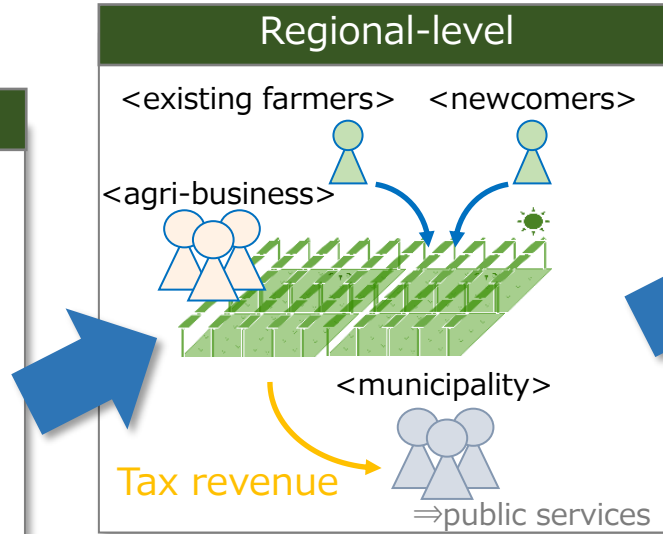 Regional-level
<existing farmers> <newcomers>
<agri-business>
<municipality>
Tax revenue
⇒public services